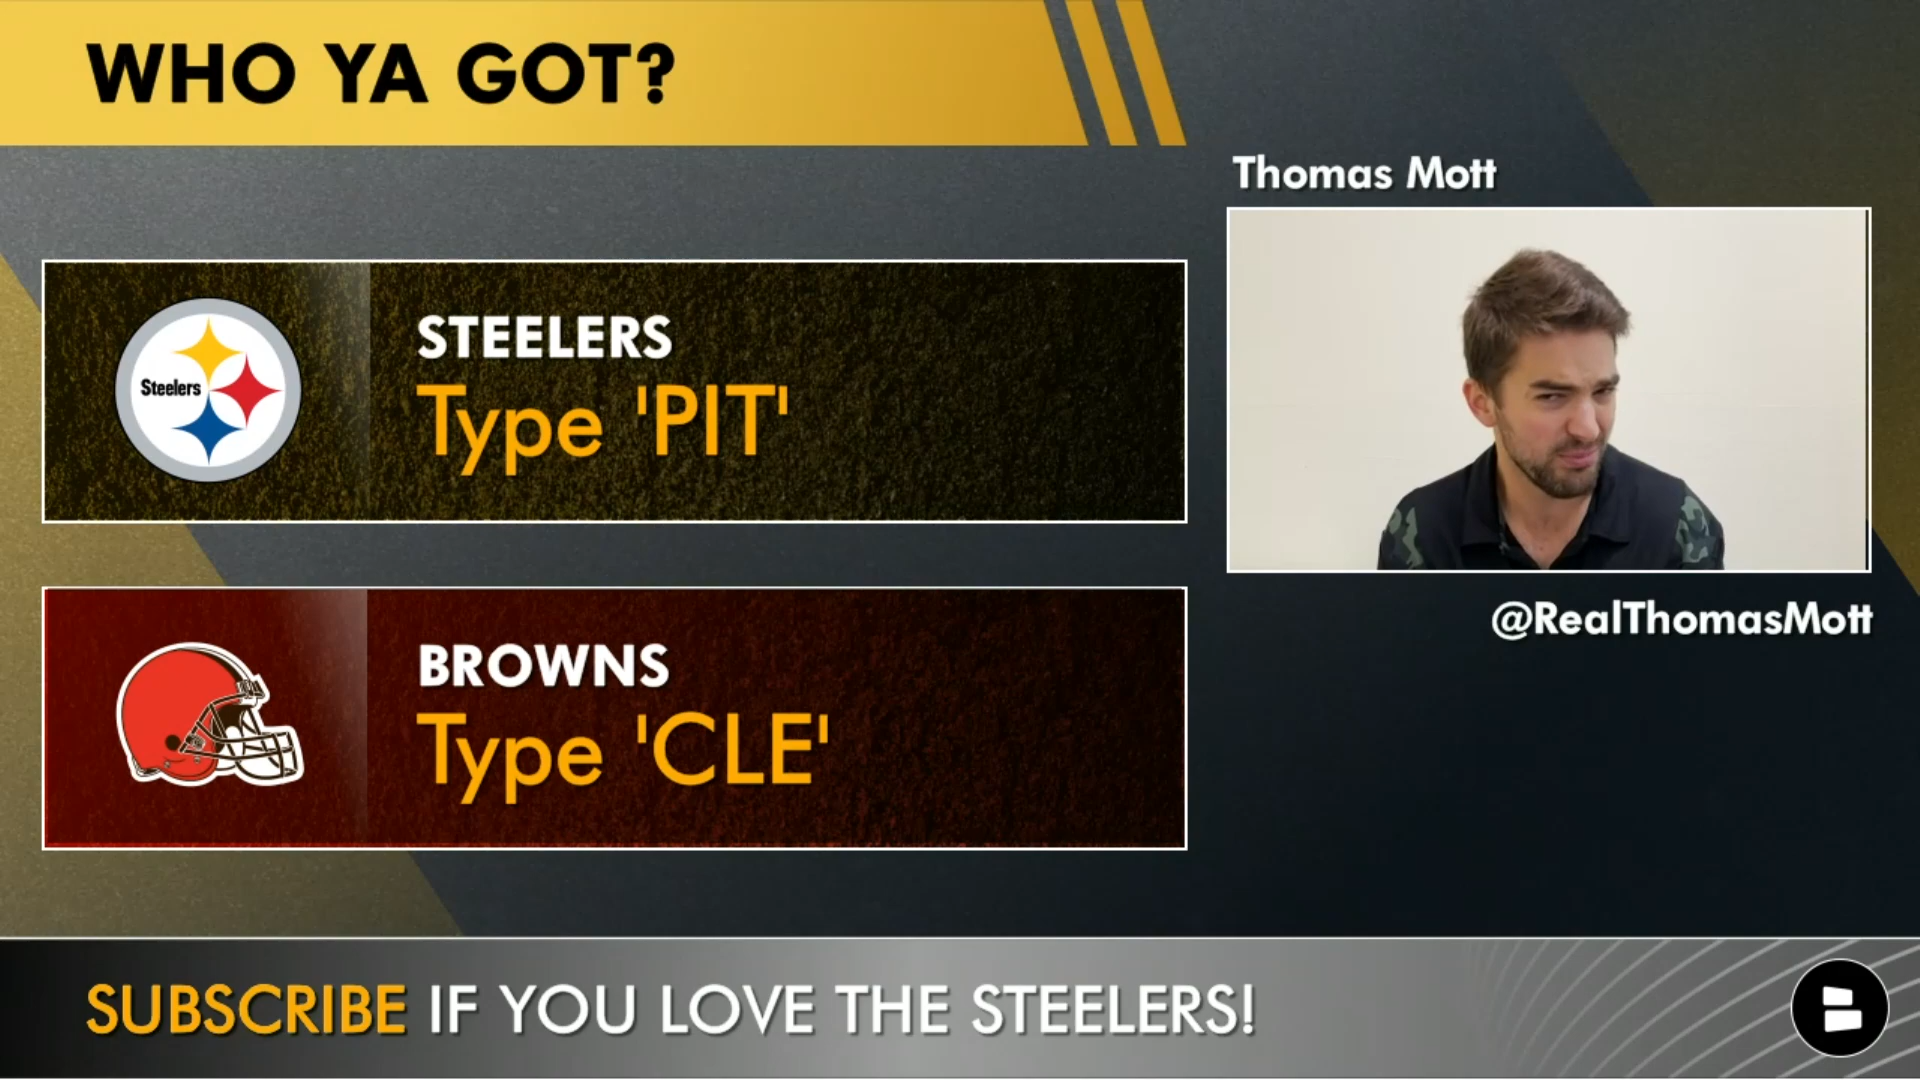 WHO YA GOT?
Thomas Mott
Steelers
STEELERS
Type 'PIT'
BROWNS
Type 'CLE'
@RealThomasMott
SUBSCRIBE IF YOU LOVE THE STEELERS!